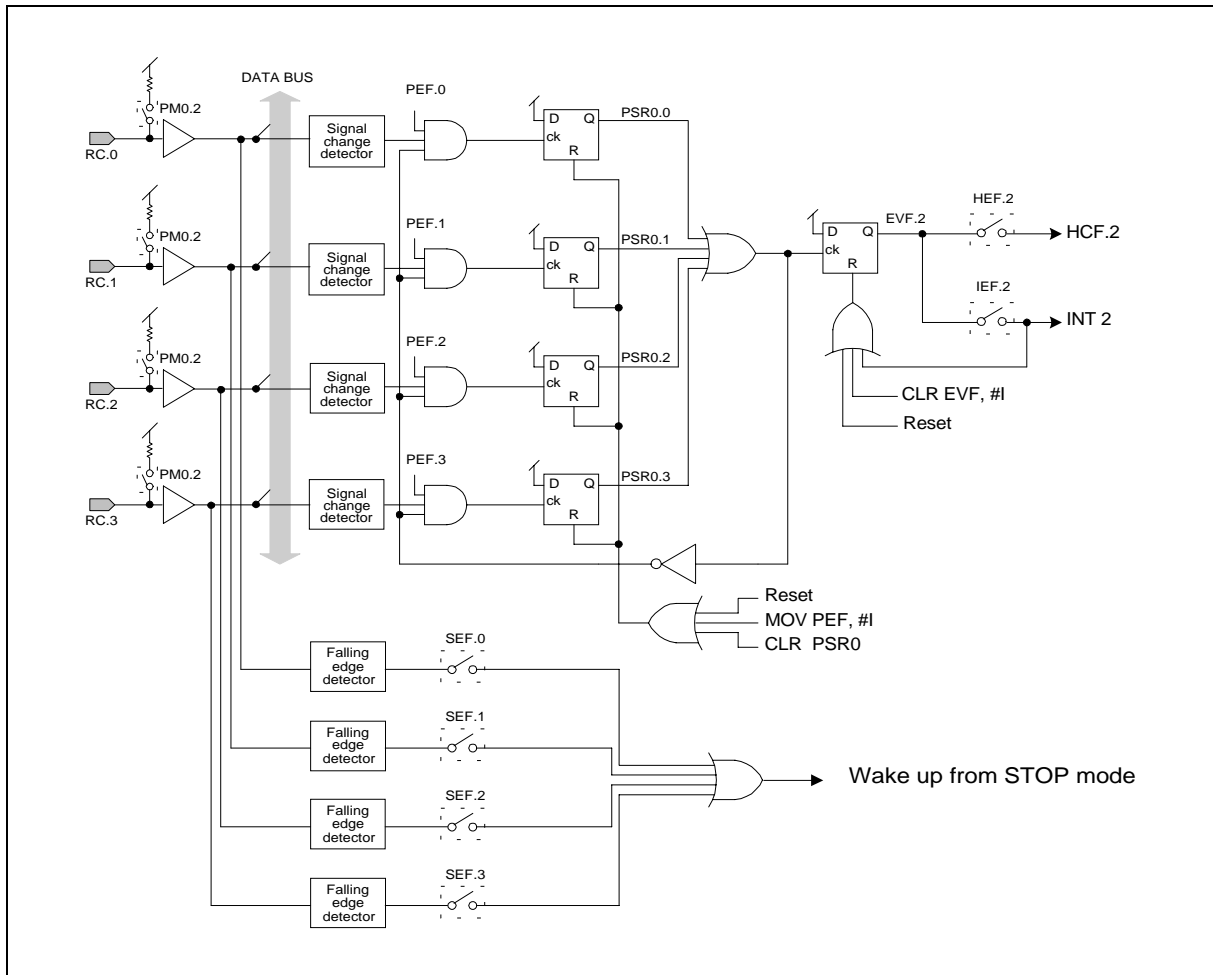 DATA BUS
PEF.0
PM0.2
Signal
change
detector
D
Q
ck
R
PSR0.0
RC.0
PM0.2
PEF.1
Signal
change
detector
D
Q
ck
R
PSR0.1
RC.1
D
Q
ck
R
EVF.2
HEF.2
HCF.2
IEF.2
INT 2
PM0.2
PEF.2
Signal
change
detector
D
Q
ck
R
PSR0.2
RC.2
CLR EVF, #I
Reset
PM0.2
PEF.3
Signal
change
detector
D
Q
ck
R
PSR0.3
RC.3
Reset
MOV PEF, #I
CLR PSR0
Falling
edge
detector
SEF.0
Falling
edge
detector
SEF.1
Wake up from STOP mode
Falling
edge
detector
SEF.2
Falling
edge
detector
SEF.3